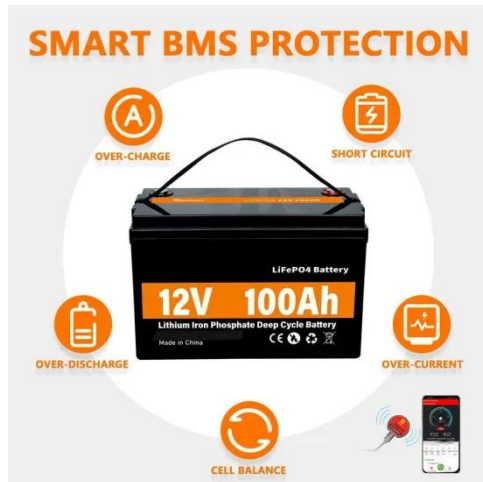 SMART BMS PROTECTION
OVER-CHARGE
SHORT CIRCUIT
LiFePO4 Battery
12V 100Ah
Lithium Iron Phosphate Deep Cycle Battery
Made in China
CE
OVER-DISCHARGE
OVER-CURRENT
CELL BALANCE